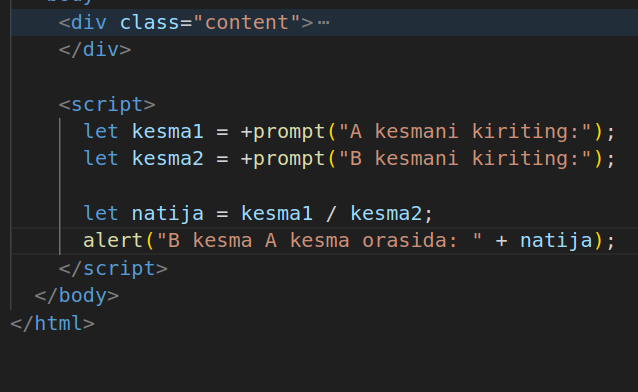 body
<div class="content">⋯
</div>
<script>
let kesma1 = +prompt("A kesmani kiriting:");
let kesma2 = +prompt("B kesmani kiriting:");
let natija = kesma1 / kesma2;
alert("B kesma A kesma orasida: " + natija);
</script>
</body>
</html>